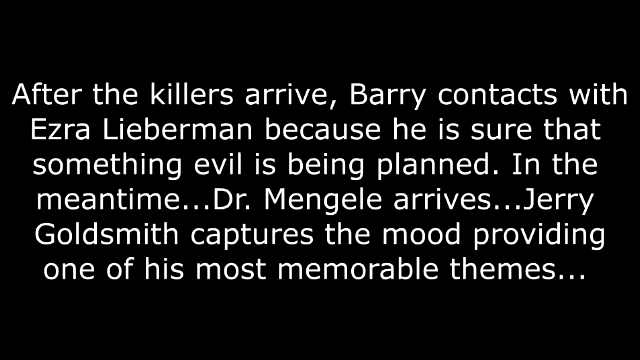 After the killers arrive, Barry contacts with
Ezra Lieberman because he is sure that
something evil is being planned. In the
meantime...Dr. Mengele arrives...Jerry
Goldsmith captures the mood providing
one of his most memorable themes...